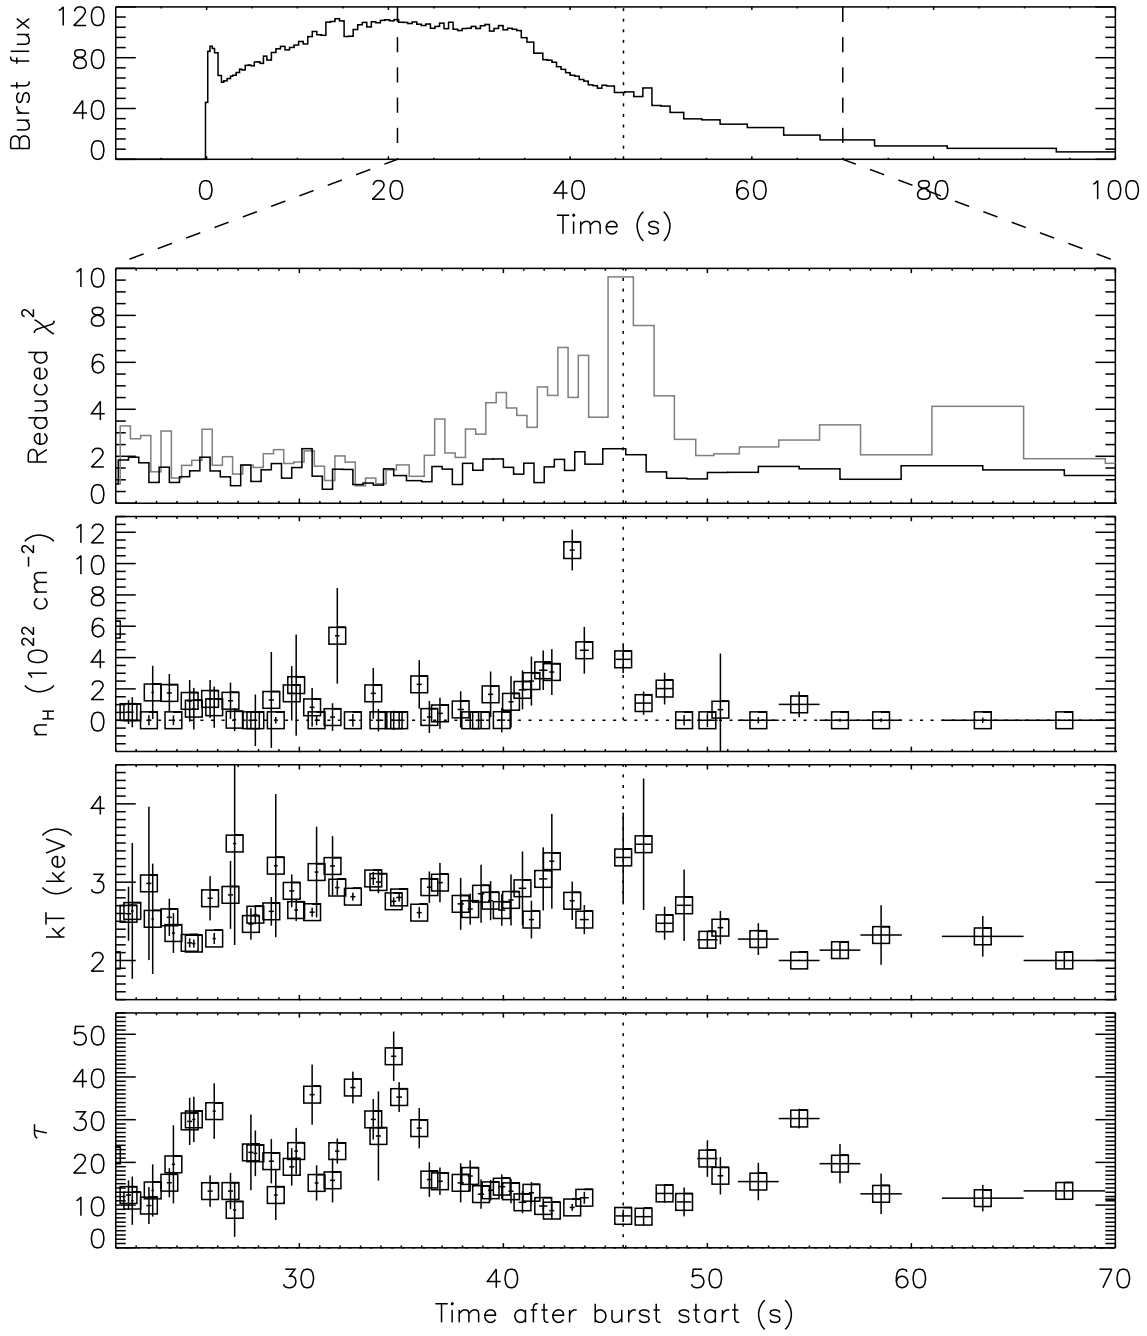 Burst flux
120
80
40
0
0 20 40 60 80 100
Time (s)
Reduced χ²
10
8
6
4
2
0
n_H (10²² cm⁻²)
12
10
8
6
4
2
0
kT (keV)
4
3
2
τ
50
40
30
20
10
0
30 40 50 60 70
Time after burst start (s)